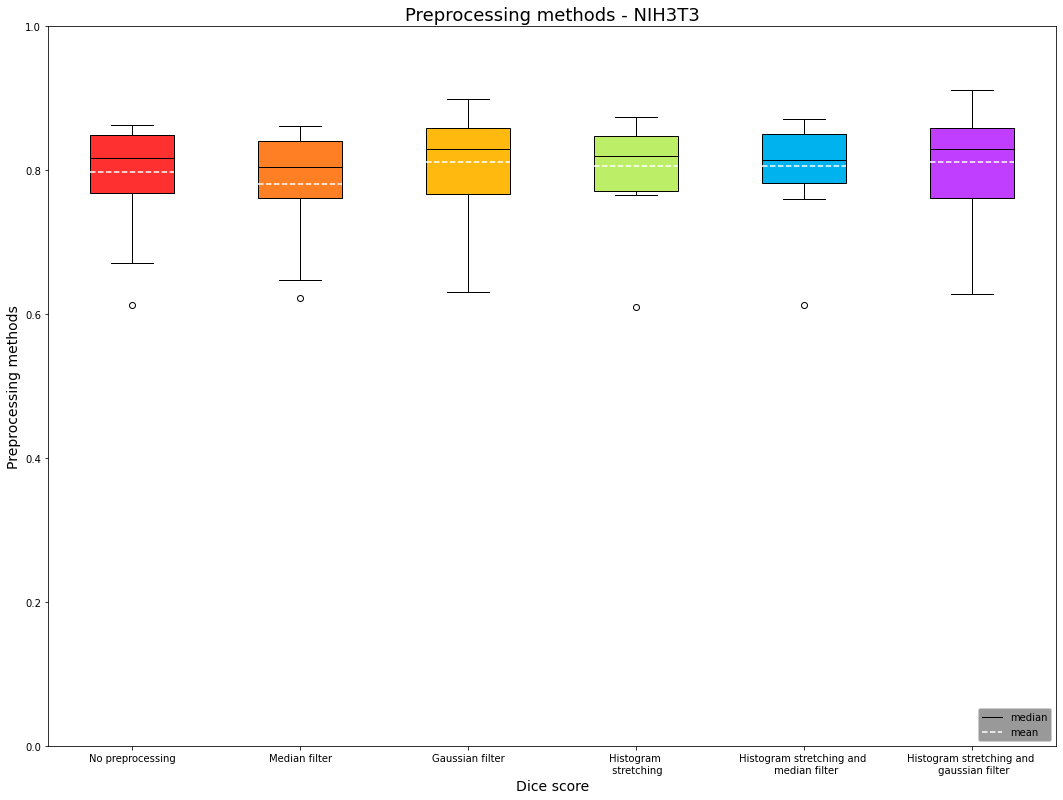 Preprocessing methods - NIH3T3
1.0
0.8
0.6
0.4
0.2
0.0
Preprocessing methods
median
mean
No preprocessing
Median filter
Gaussian filter
Histogram
stretching
Histogram stretching and
median filter
Histogram stretching and
gaussian filter
Dice score